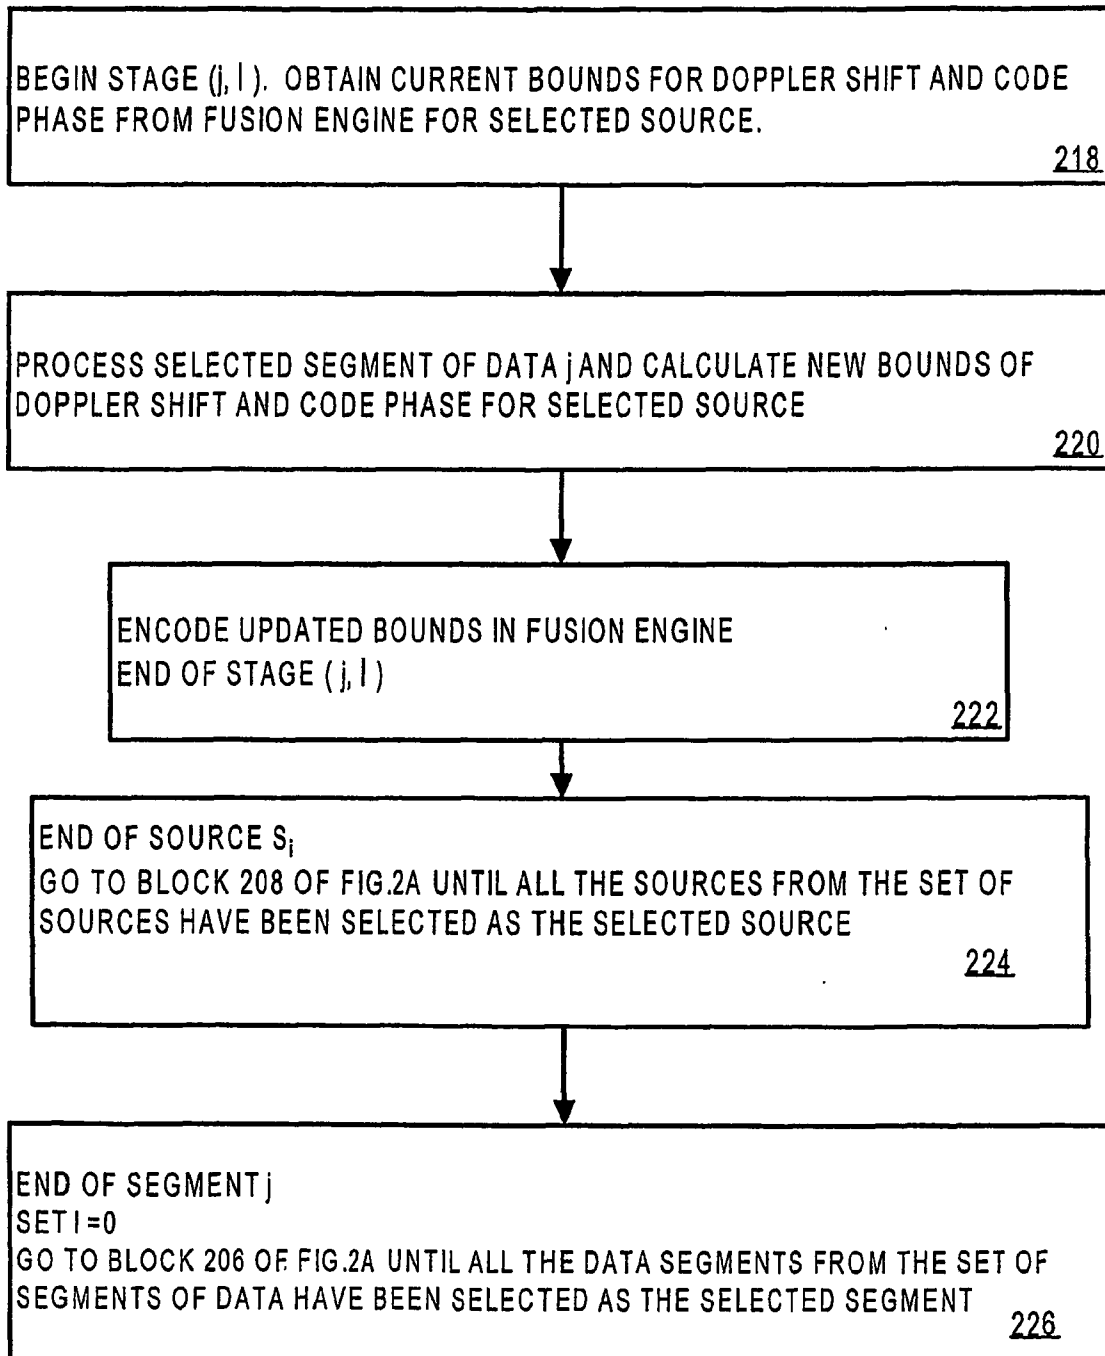 BEGIN STAGE (j, l ). OBTAIN CURRENT BOUNDS FOR DOPPLER SHIFT AND CODE
PHASE FROM FUSION ENGINE FOR SELECTED SOURCE.
218
PROCESS SELECTED SEGMENT OF DATA j AND CALCULATE NEW BOUNDS OF
DOPPLER SHIFT AND CODE PHASE FOR SELECTED SOURCE
220
ENCODE UPDATED BOUNDS IN FUSION ENGINE
END OF STAGE ( j, l )
222
END OF SOURCE Si
GO TO BLOCK 208 OF FIG.2A UNTIL ALL THE SOURCES FROM THE SET OF
SOURCES HAVE BEEN SELECTED AS THE SELECTED SOURCE
224
END OF SEGMENT j
SET l =0
GO TO BLOCK 206 OF FIG.2A UNTIL ALL THE DATA SEGMENTS FROM THE SET OF
SEGMENTS OF DATA HAVE BEEN SELECTED AS THE SELECTED SEGMENT
226